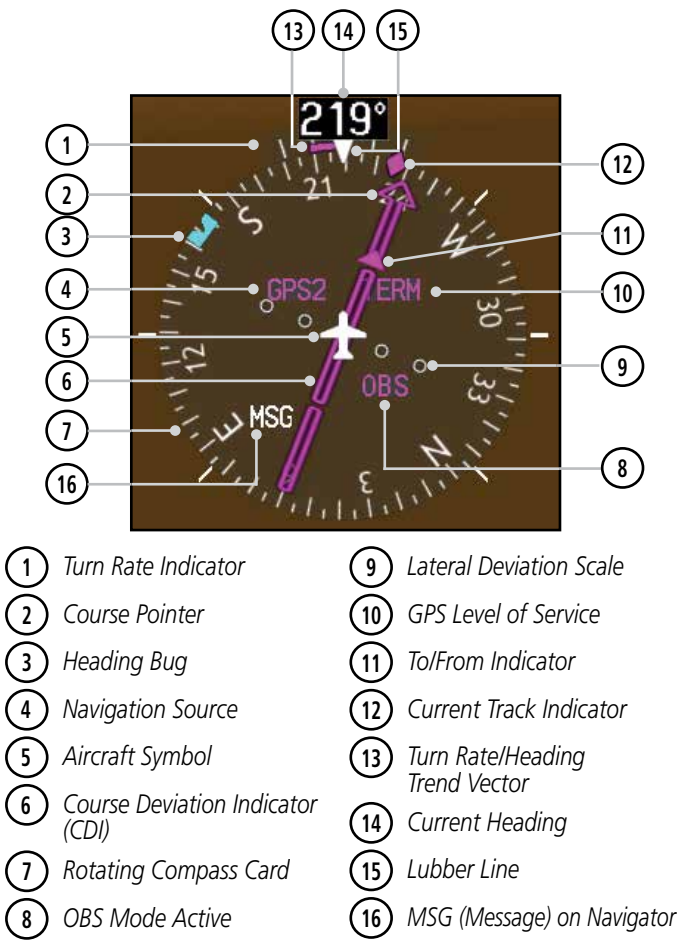 13 14 15
219°
1
12
2
21 24
3
S W
11
15
4 GPS2 TERM 10
30
5
12
9
6
OBS 33
7 MSG
E N
16 3 8
1 Turn Rate Indicator
2 Course Pointer
3 Heading Bug
4 Navigation Source
5 Aircraft Symbol
6 Course Deviation Indicator
(CDI)
7 Rotating Compass Card
8 OBS Mode Active
9 Lateral Deviation Scale
10 GPS Level of Service
11 To/From Indicator
12 Current Track Indicator
13 Turn Rate/Heading
Trend Vector
14 Current Heading
15 Lubber Line
16 MSG (Message) on Navigator